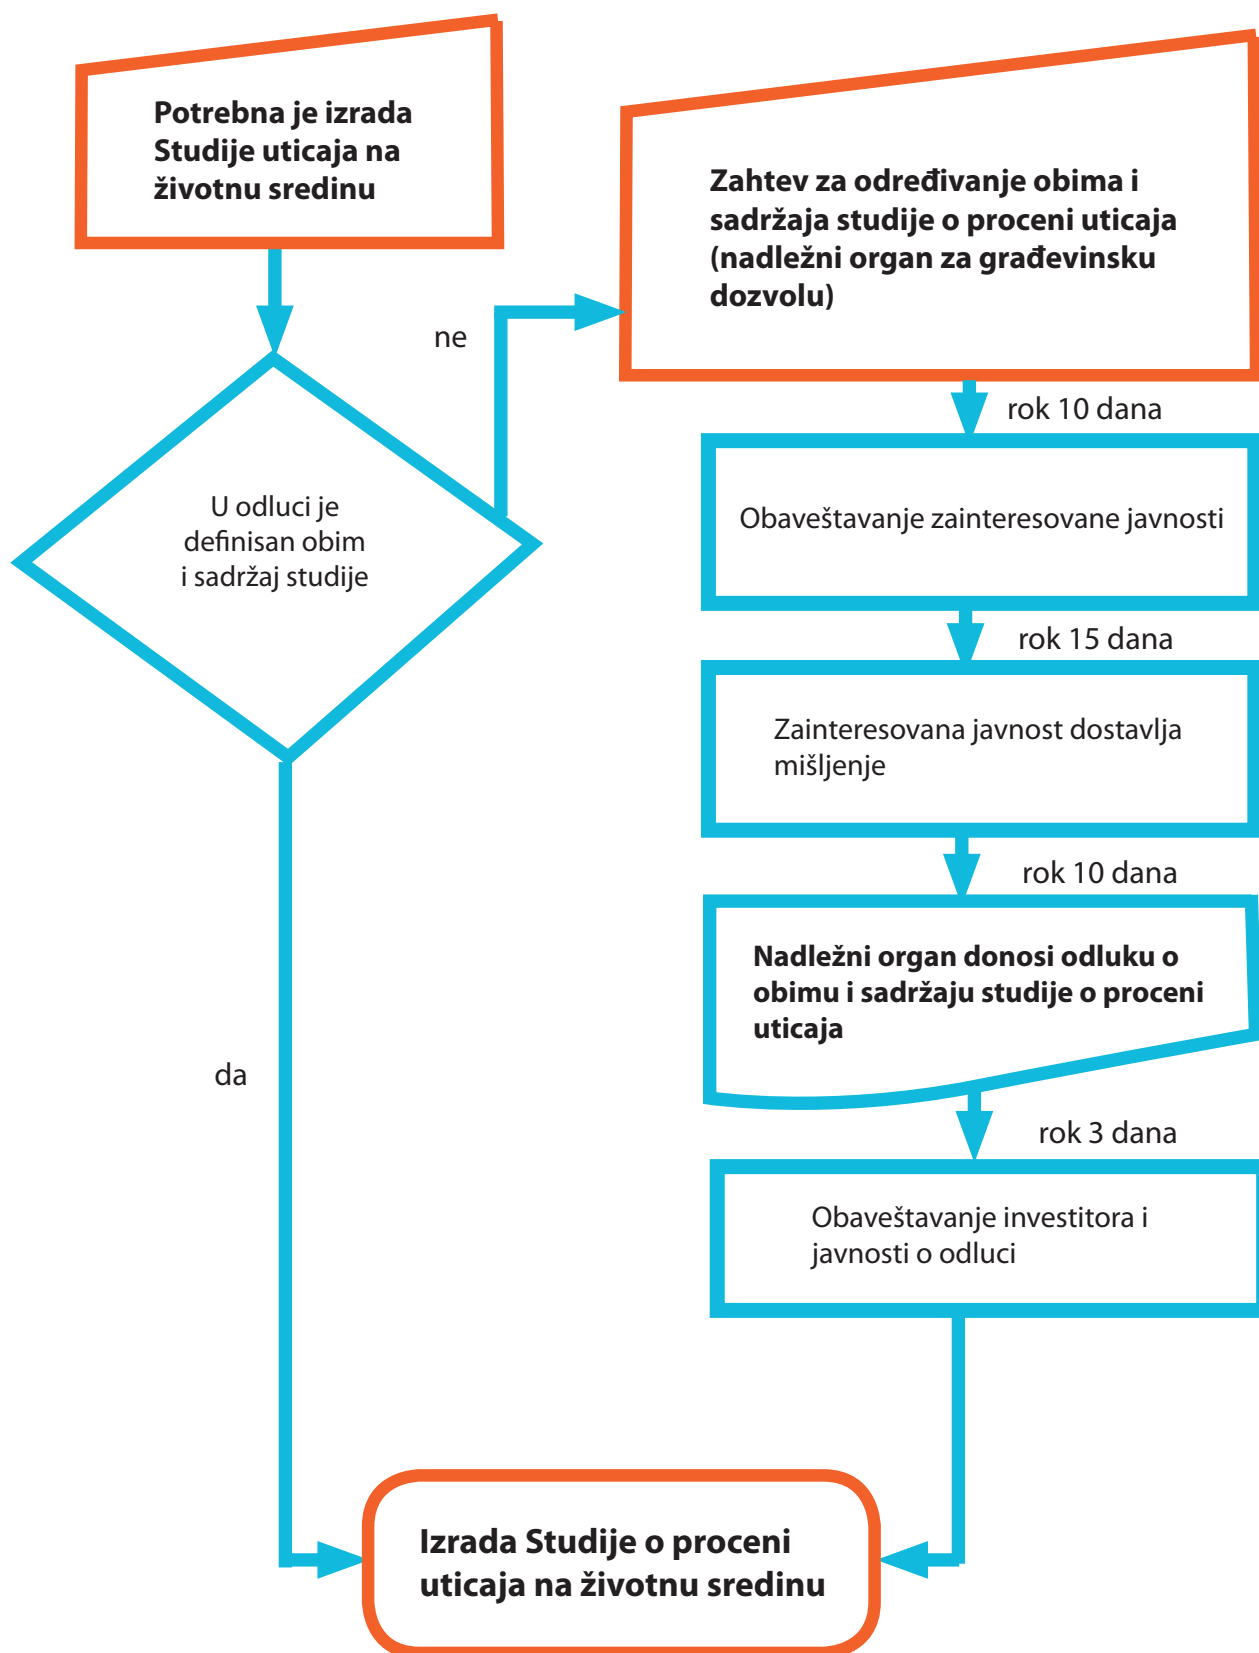 Potrebna je izrada
Studije uticaja na
životnu sredinu
ne
U odluci je
definisan obim
i sadržaj studije
da
Zahtev za određivanje obima i
sadržaja studije o proceni uticaja
(nadležni organ za građevinsku
dozvolu)
rok 10 dana
Obaveštavanje zainteresovane javnosti
rok 15 dana
Zainteresovana javnost dostavlja
mišljenje
rok 10 dana
Nadležni organ donosi odluku o
obimu i sadržaju studije o proceni
uticaja
rok 3 dana
Obaveštavanje investitora i
javnosti o odluci
Izrada Studije o proceni
uticaja na životnu sredinu